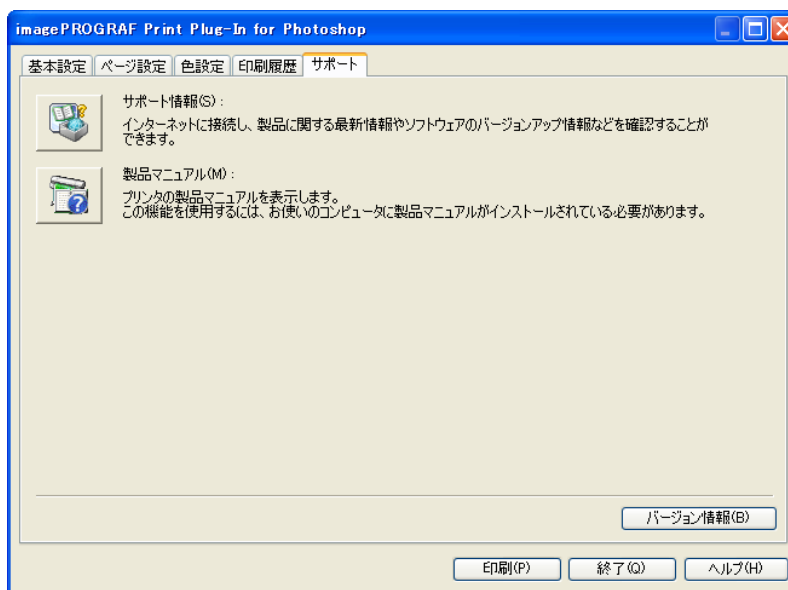 imagePROGRAF Print Plug-In for Photoshop
基本設定 ページ設定 色設定 印刷履歴 サポート
サポート情報(S) :
インターネットに接続し、製品に関する最新情報やソフトウェアのバージョンアップ情報などを確認することが
できます。
製品マニュアル(M) :
プリンタの製品マニュアルを表示します。
この機能を使用するには、お使いのコンピュータに製品マニュアルがインストールされている必要があります。
バージョン情報(B)
印刷(P) 終了(Q) ヘルプ(H)